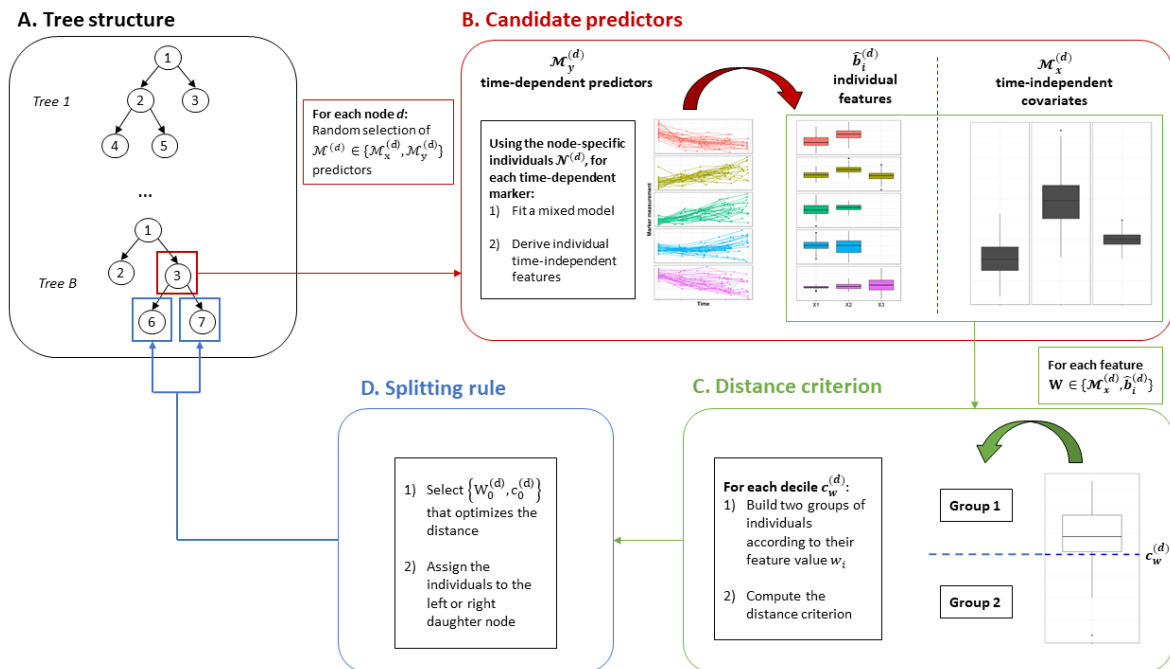 A. Tree structure
Tree 1
1
2
3
4
5
...
Tree B
1
2
3
6
7
For each node d:
Random selection of
𝓜^(d) ∈ {𝓜_x^(d), 𝓜_y^(d)}
predictors
B. Candidate predictors
𝓜_y^(d)
time-dependent predictors
Using the node-specific
individuals 𝓝^(d), for
each time-dependent
marker:
1) Fit a mixed model
2) Derive individual
time-independent
features
Marker measurement
Time
b̂_i^(d)
individual
features
X1 X2 X3
𝓜_x^(d)
time-independent
covariates
For each feature
W ∈ {𝓜_x^(d), b̂_i^(d)}
C. Distance criterion
For each decile c_w^(d):
1) Build two groups of
individuals
according to their
feature value w_i
2) Compute the
distance criterion
Group 1
c_w^(d)
Group 2
D. Splitting rule
1) Select {W_0^(d), c_0^(d)}
that optimizes the
distance
2) Assign the
individuals to the
left or right
daughter node